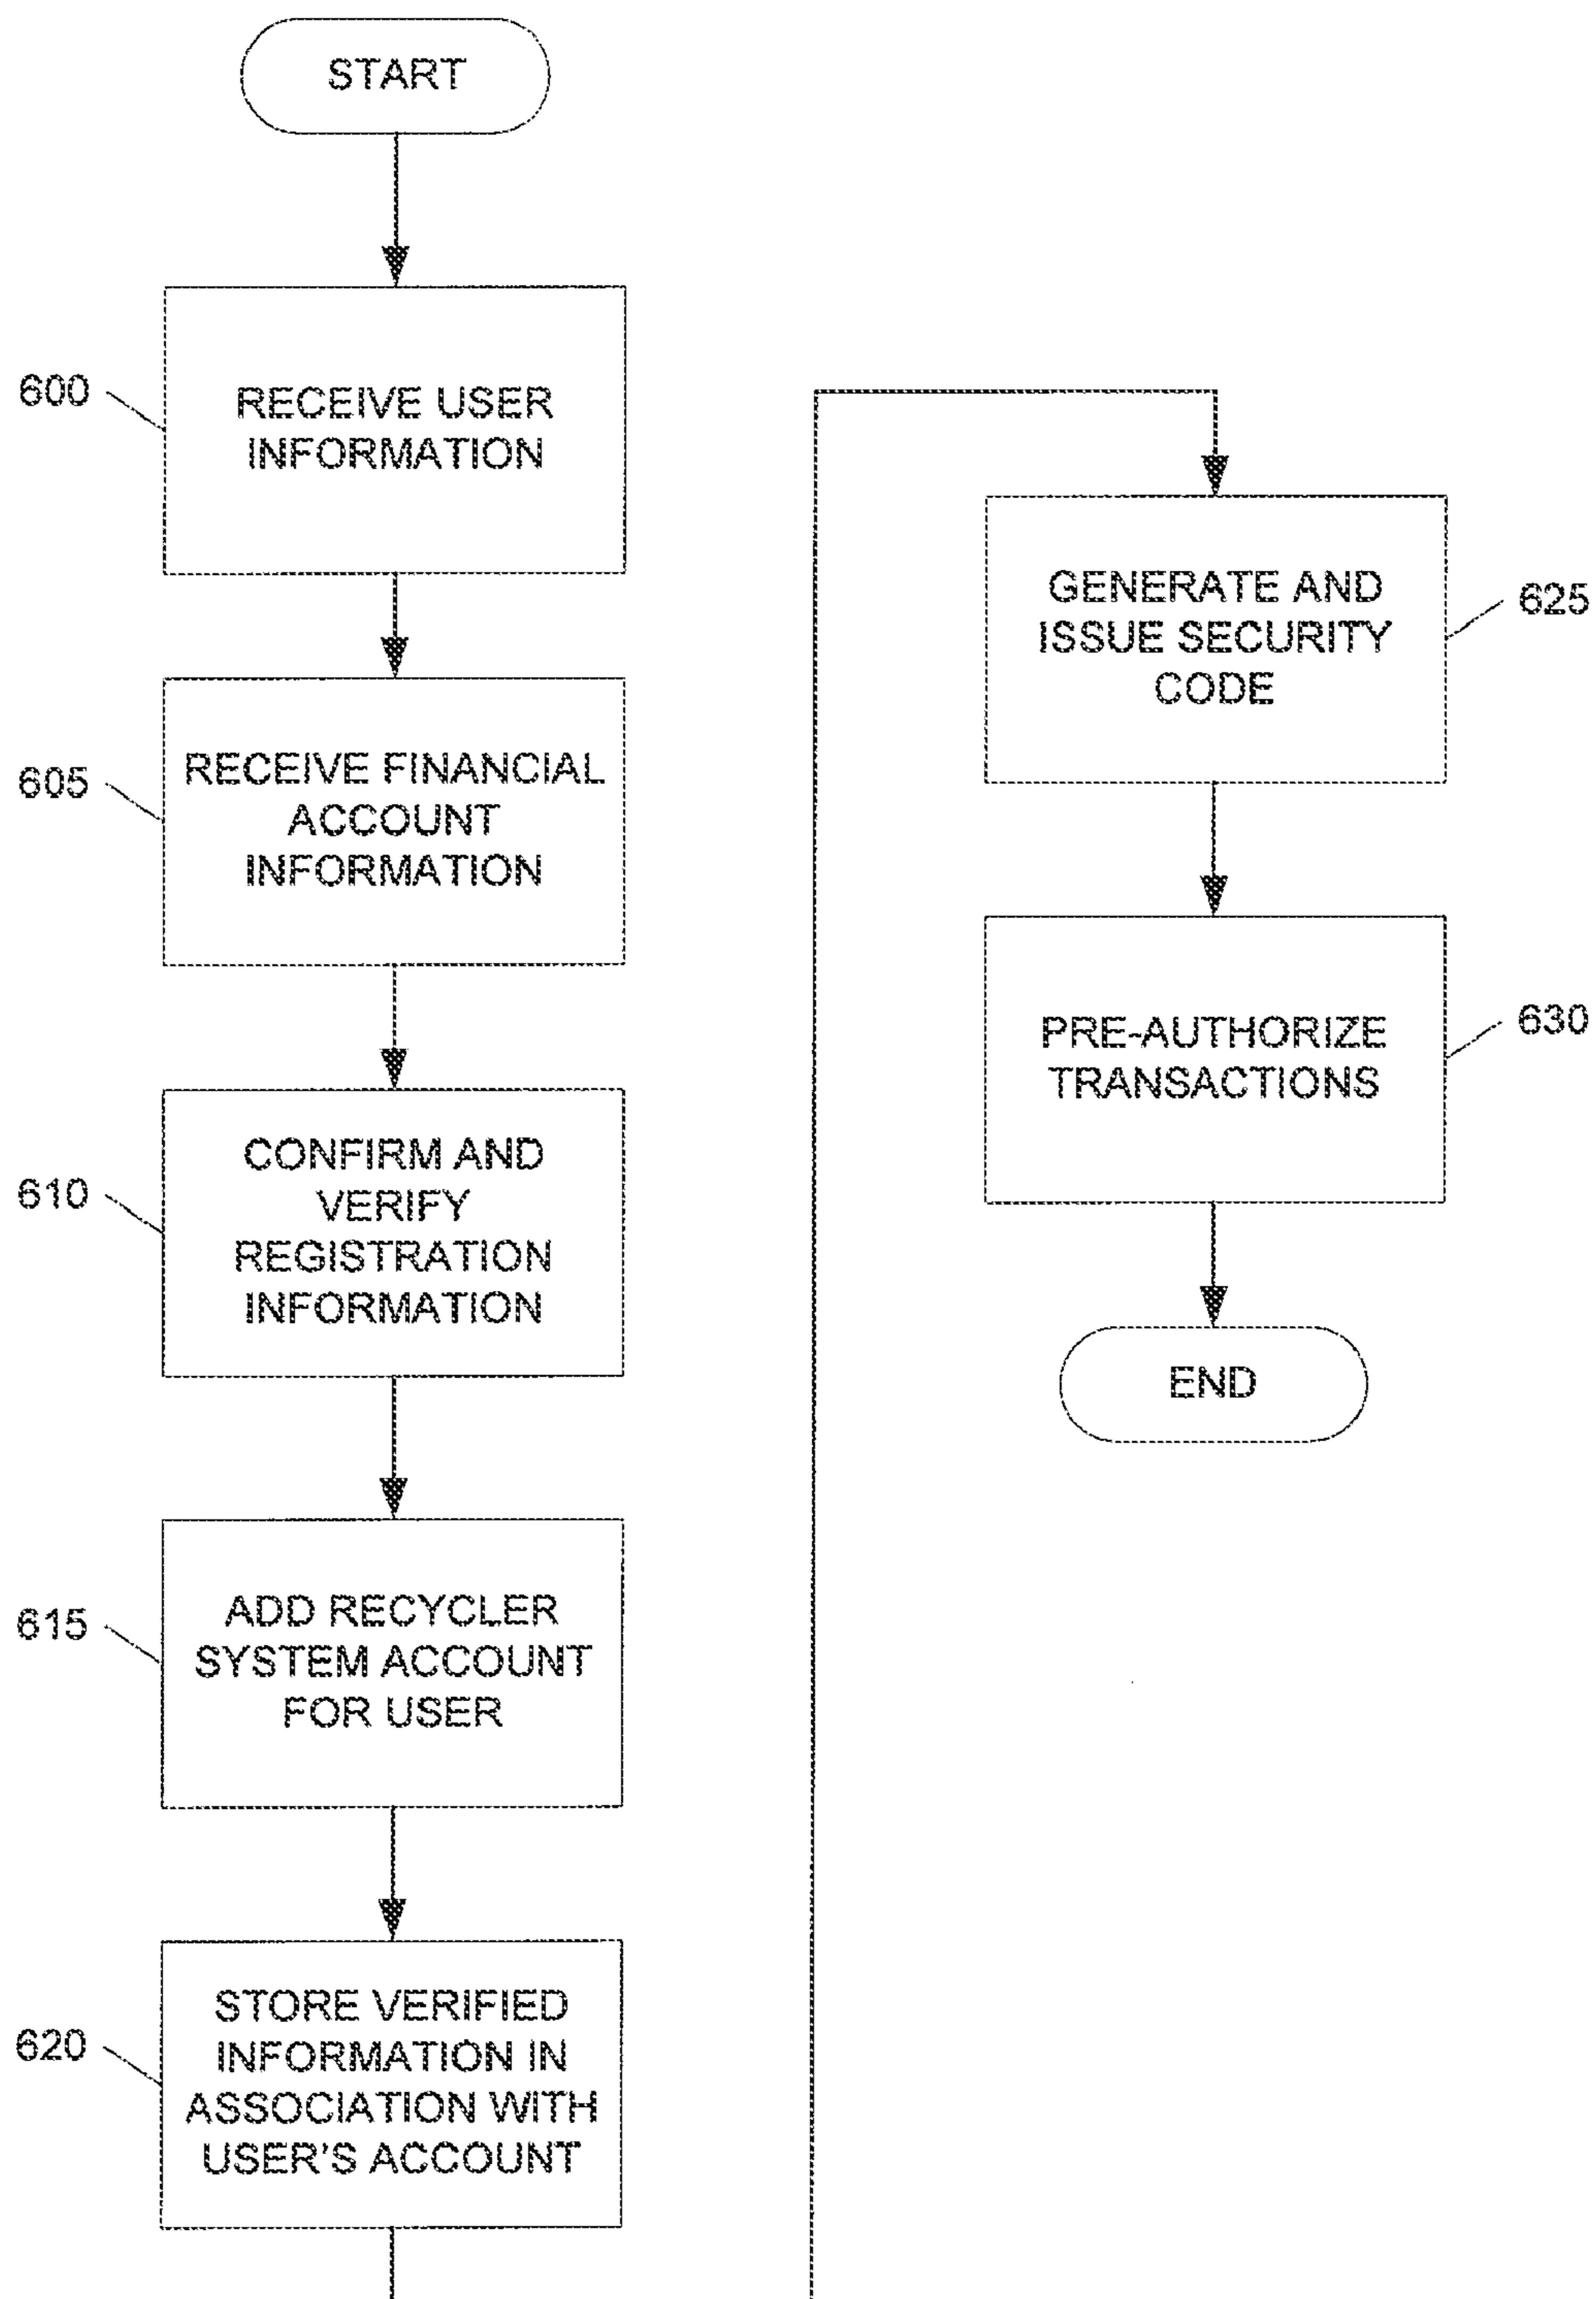 START
600
RECEIVE USER
INFORMATION
605
RECEIVE FINANCIAL
ACCOUNT
INFORMATION
610
CONFIRM AND
VERIFY
REGISTRATION
INFORMATION
615
ADD RECYCLER
SYSTEM ACCOUNT
FOR USER
620
STORE VERIFIED
INFORMATION IN
ASSOCIATION WITH
USER'S ACCOUNT
GENERATE AND
ISSUE SECURITY
CODE
625
PRE-AUTHORIZE
TRANSACTIONS
630
END